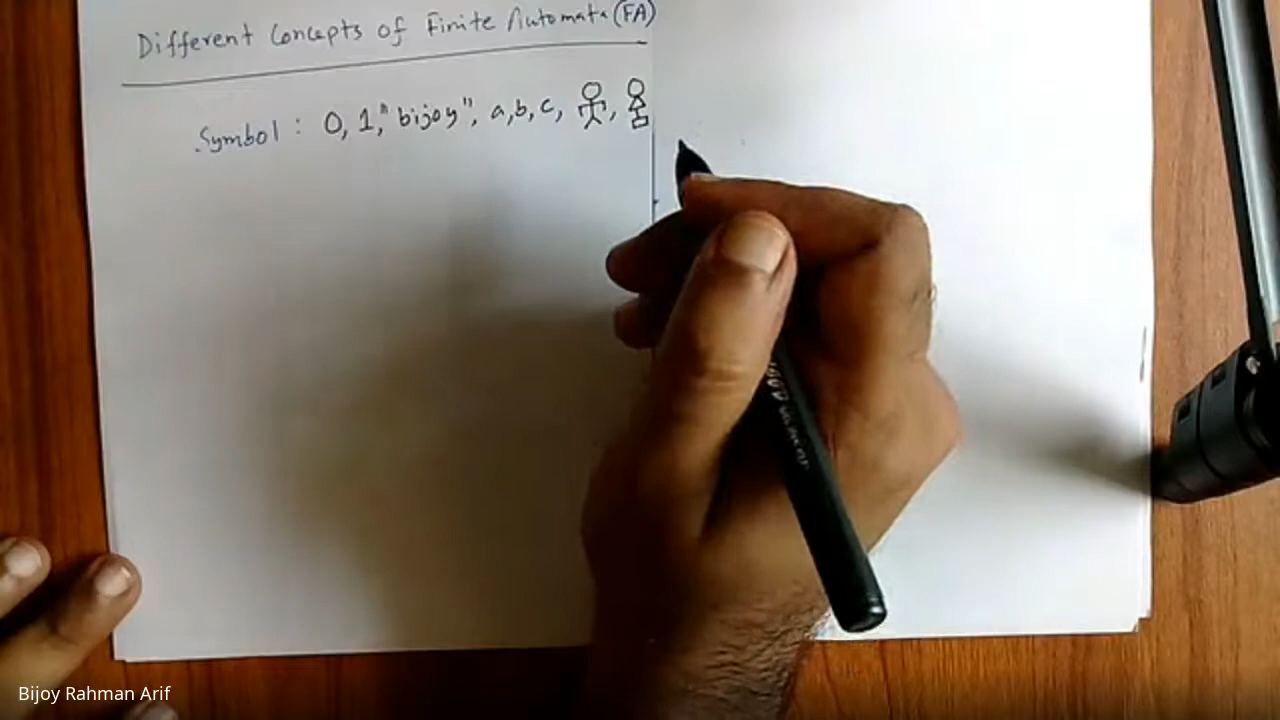 Different Concepts of Finite Automata (FA)
Symbol : 0, 1, "bijoy", a, b, c,
Bijoy Rahman Arif